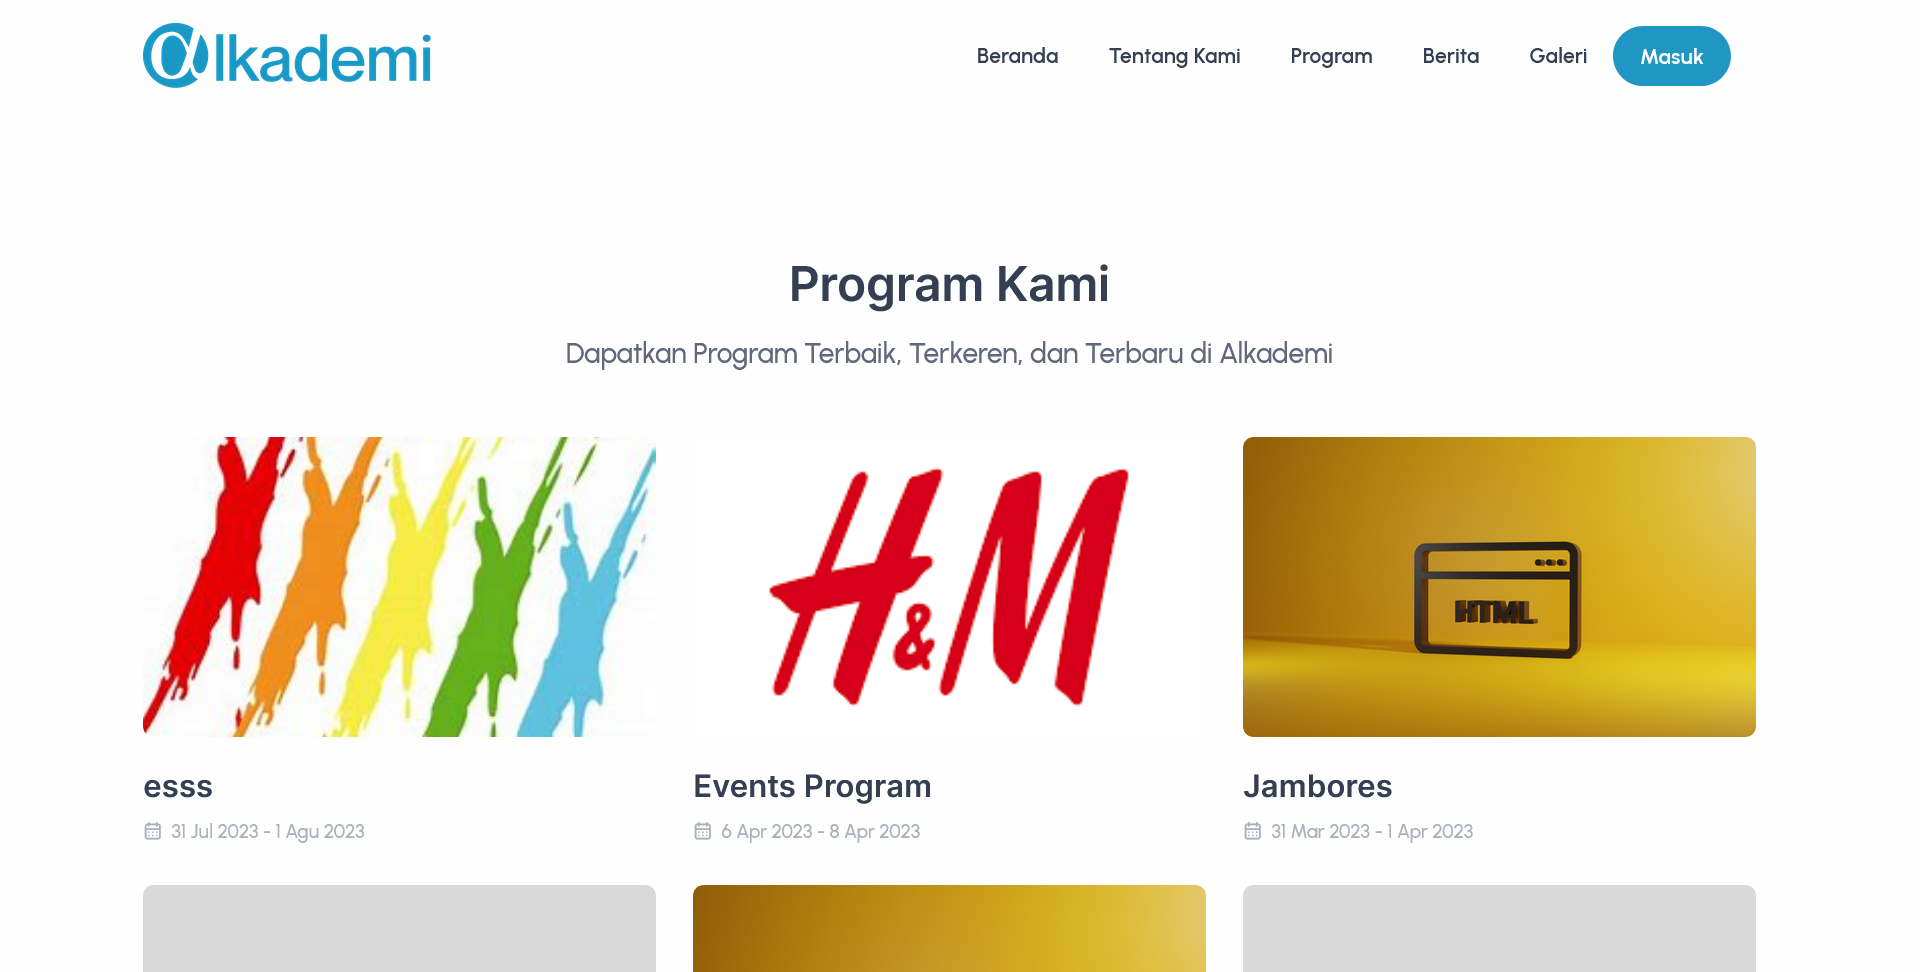 @lkademi
Beranda
Tentang Kami
Program
Berita
Galeri
Masuk
Program Kami
Dapatkan Program Terbaik, Terkeren, dan Terbaru di Alkademi
H&M
HTML
esss
31 Jul 2023 - 1 Agu 2023
Events Program
6 Apr 2023 - 8 Apr 2023
Jambores
31 Mar 2023 - 1 Apr 2023